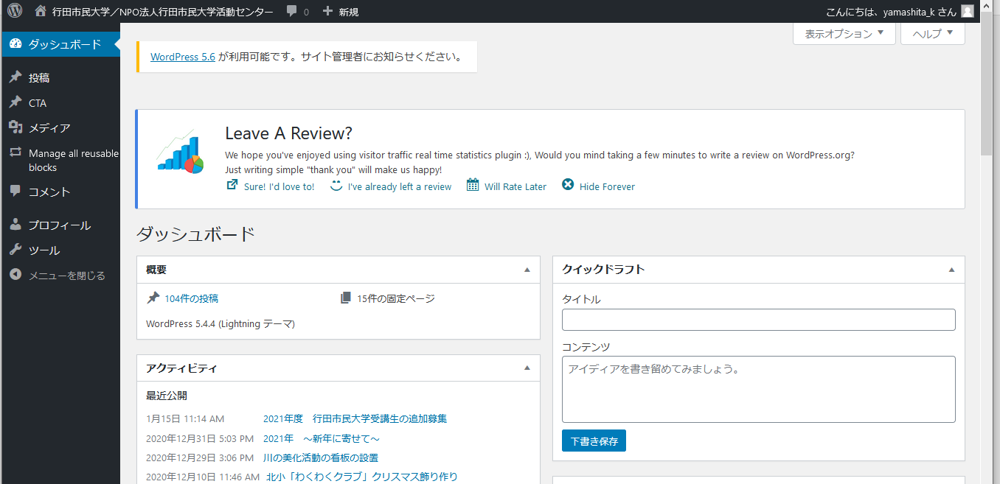 行田市民大学／NPO法人行田市民大学活動センター 0 新規 こんにちは、yamashita_k さん
表示オプション ヘルプ
ダッシュボード
投稿
CTA
メディア
Manage all reusable
blocks
コメント
プロフィール
ツール
メニューを閉じる
WordPress 5.6 が利用可能です。サイト管理者にお知らせください。
Leave A Review?
We hope you've enjoyed using visitor traffic real time statistics plugin :), Would you mind taking a few minutes to write a review on WordPress.org?
Just writing simple "thank you" will make us happy!
Sure! I'd love to! I've already left a review Will Rate Later Hide Forever
ダッシュボード
概要
104件の投稿 15件の固定ページ
WordPress 5.4.4 (Lightning テーマ)
アクティビティ
最近公開
1月15日 11:14 AM 2021年度　行田市民大学受講生の追加募集
2020年12月31日 5:03 PM 2021年　～新年に寄せて～
2020年12月29日 3:06 PM 川の美化活動の看板の設置
2020年12月10日 11:46 AM 北小「わくわくクラブ」クリスマス飾り作り
クイックドラフト
タイトル
コンテンツ
アイディアを書き留めてみましょう。
下書き保存